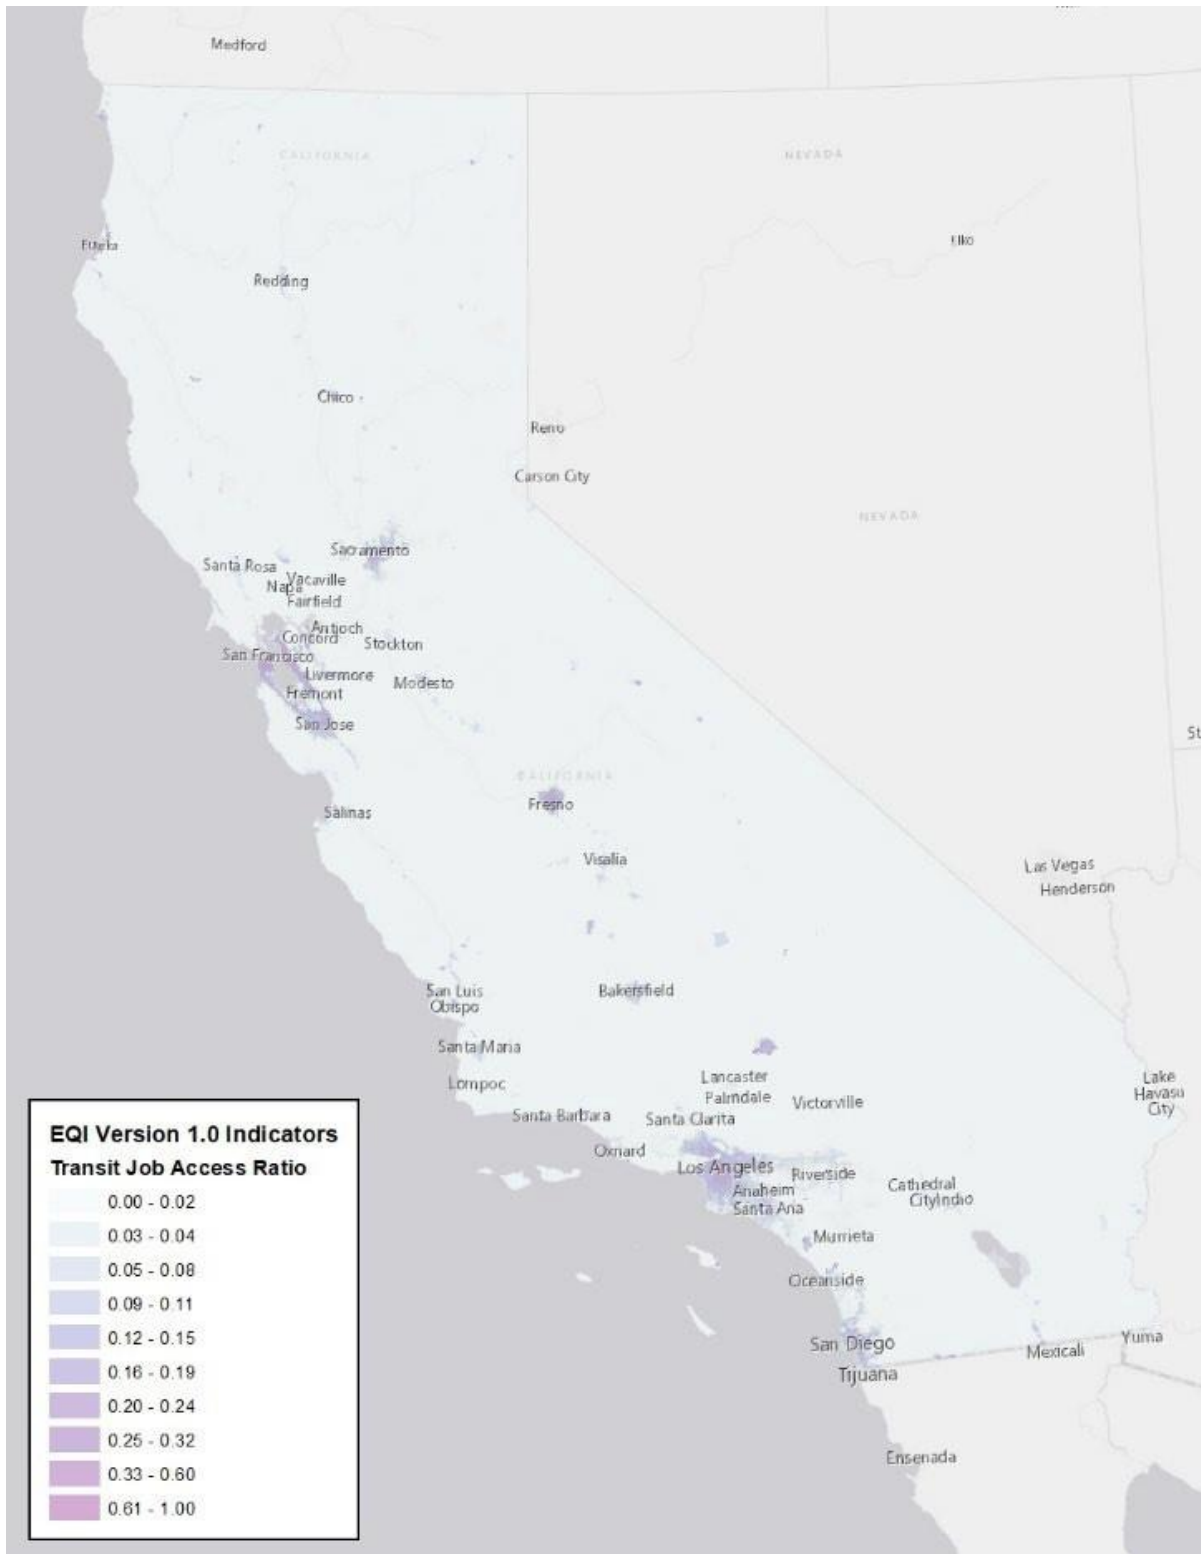 Medford
CALIFORNIA
NEVADA
Eureka
Elko
Redding
Chico
Reno
Carson City
NEVADA
Sacramento
Santa Rosa
Vacaville
Napa
Fairfield
Antioch
Concord
Stockton
San Francisco
Livermore
Modesto
Fremont
San Jose
St
CALIFORNIA
Fresno
Salinas
Visalia
Las Vegas
Henderson
San Luis
Obispo
Bakersfield
Santa Maria
Lompoc
Lancaster
Palmdale
Victorville
Lake
Havasu
City
Santa Barbara
Santa Clarita
Oxnard
Los Angeles
Riverside
Anaheim
Santa Ana
Cathedral
City
Indio
Murrieta
Oceanside
San Diego
Tijuana
Mexicali
Yuma
Ensenada
EQI Version 1.0 Indicators
Transit Job Access Ratio
0.00 - 0.02
0.03 - 0.04
0.05 - 0.08
0.09 - 0.11
0.12 - 0.15
0.16 - 0.19
0.20 - 0.24
0.25 - 0.32
0.33 - 0.60
0.61 - 1.00